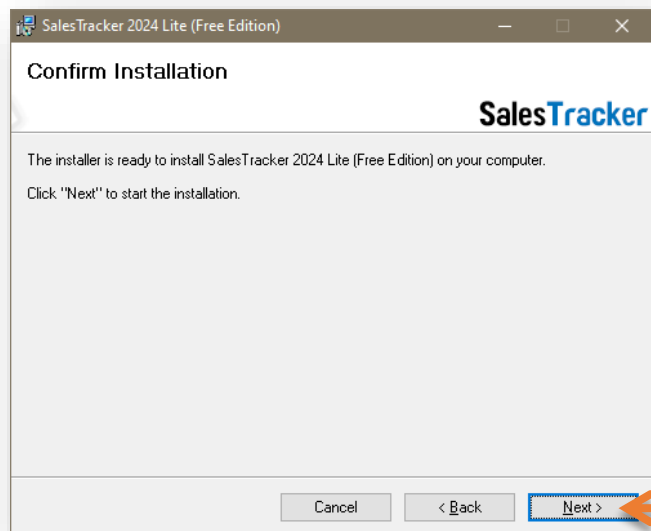 SalesTracker 2024 Lite (Free Edition)
Confirm Installation
SalesTracker
The installer is ready to install SalesTracker 2024 Lite (Free Edition) on your computer.
Click "Next" to start the installation.
Cancel
< Back
Next >